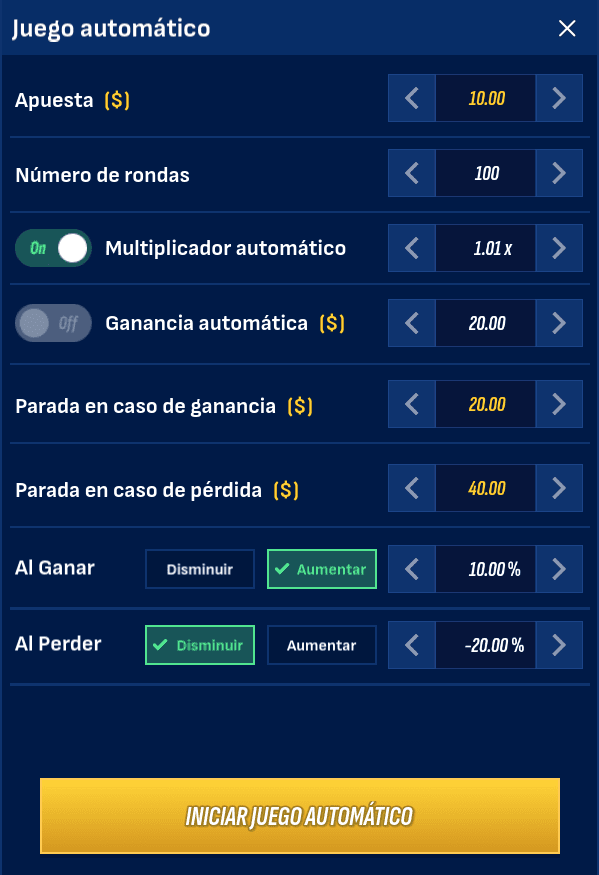 Juego automático
Apuesta ($) 10.00
Número de rondas 100
On Multiplicador automático 1.01 x
Off Ganancia automática ($) 20.00
Parada en caso de ganancia ($) 20.00
Parada en caso de pérdida ($) 40.00
Al Ganar Disminuir Aumentar 10.00 %
Al Perder Disminuir Aumentar -20.00 %
INICIAR JUEGO AUTOMÁTICO